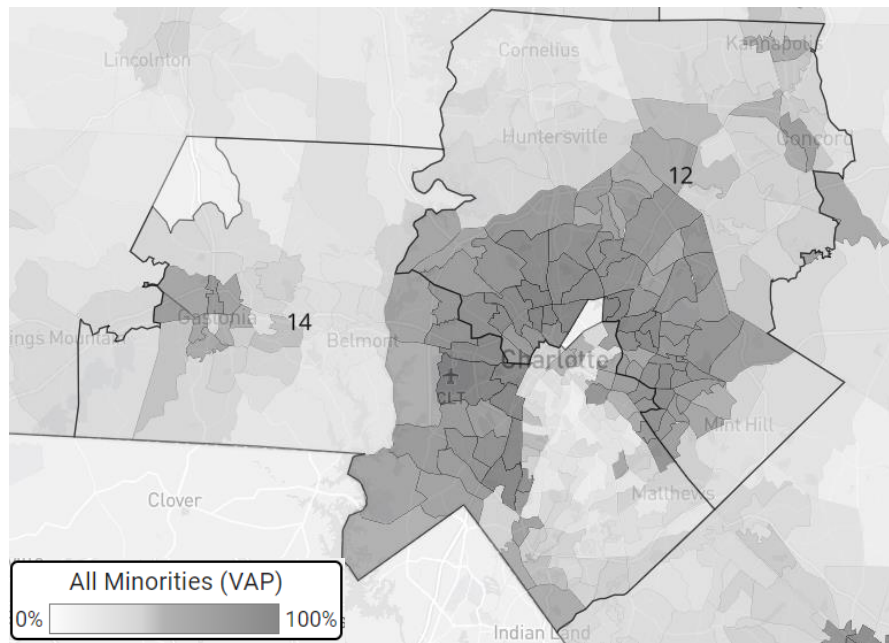 Lincolnton
Cornelius
Kannapolis
Huntersville
Concord
12
Gastonia
14
ings Mountain
Belmont
Charlotte
CLT
Mint Hill
Matthews
Clover
Indian Land
All Minorities (VAP)
0% 100%